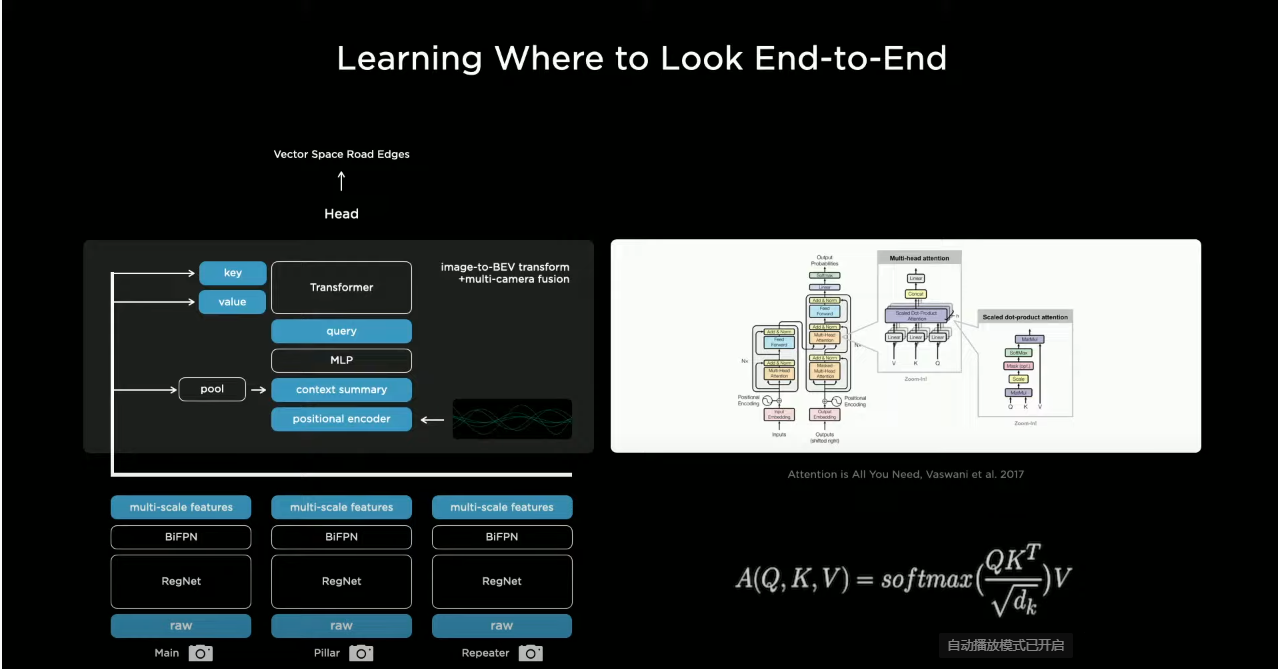 Learning Where to Look End-to-End
Vector Space Road Edges
Head
key
value
Transformer
image-to-BEV transform
+multi-camera fusion
query
MLP
pool
context summary
positional encoder
multi-scale features
multi-scale features
multi-scale features
BiFPN
BiFPN
BiFPN
RegNet
RegNet
RegNet
raw
raw
raw
Main
Pillar
Repeater
Output
Probabilities
Softmax
Linear
Add & Norm
Feed
Forward
Add & Norm
Multi-Head
Attention
Add & Norm
Masked
Multi-Head
Attention
Nx
Add & Norm
Feed
Forward
Nx
Add & Norm
Multi-Head
Attention
Positional
Encoding
Positional
Encoding
Input
Embedding
Output
Embedding
Inputs
Outputs
(shifted right)
Multi-head attention
Linear
Concat
Scaled Dot-Product
Attention
h
Linear
Linear
Linear
V
K
Q
Zoom-In!
Scaled dot-product attention
MatMul
SoftMax
Mask (opt.)
Scale
MatMul
Q
K
V
Zoom-In!
Attention is All You Need, Vaswani et al. 2017
A(Q, K, V) = softmax(QK^T/√d_k)V
自动播放模式已开启